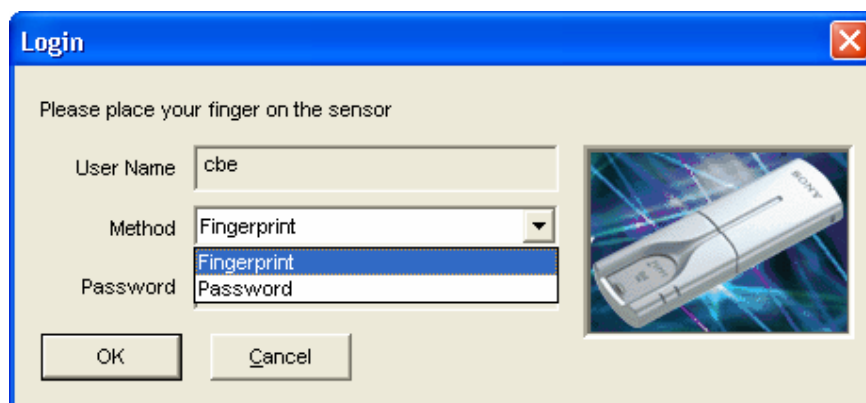 Login
Please place your finger on the sensor
User Name cbe
Method Fingerprint
Fingerprint
Password Password
OK Cancel
SONY